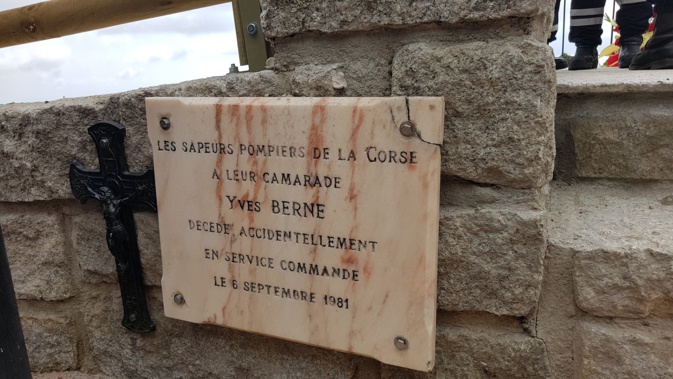 LES SAPEURS POMPIERS DE LA CORSE
A LEUR CAMARADE
YVES BERNE
DECEDE ACCIDENTELLEMENT
EN SERVICE COMMANDE
LE 6 SEPTEMBRE 1981